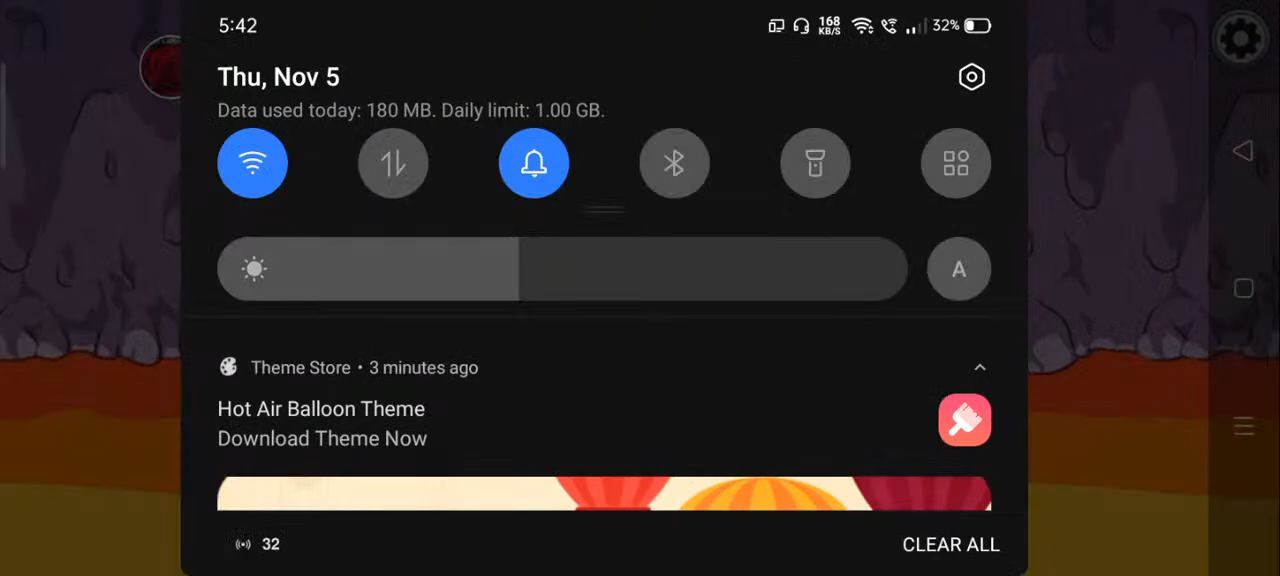 5:42
168
KB/S
32%
Thu, Nov 5
Data used today: 180 MB. Daily limit: 1.00 GB.
A
Theme Store • 3 minutes ago
Hot Air Balloon Theme
Download Theme Now
32
CLEAR ALL